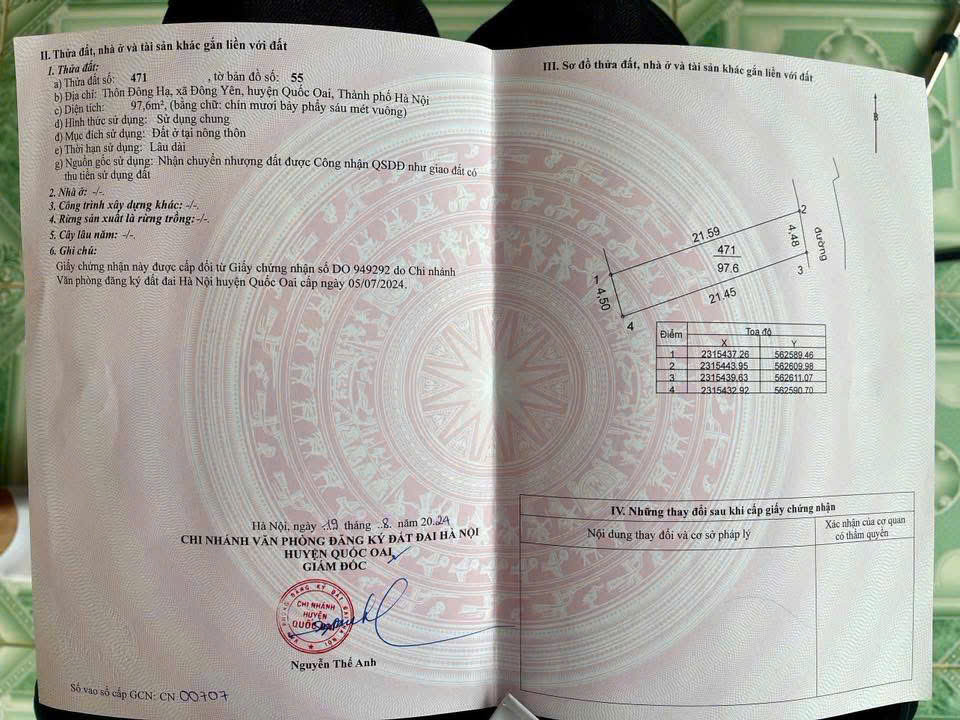 II. Thửa đất, nhà ở và tài sản khác gắn liền với đất
1. Thửa đất:
a) Thửa đất số: 471 , tờ bản đồ số: 55
b) Địa chỉ: Thôn Đông Hạ, xã Đông Yên, huyện Quốc Oai, Thành phố Hà Nội
c) Diện tích: 97,6m², (bằng chữ: chín mươi bảy phẩy sáu mét vuông)
d) Hình thức sử dụng: Sử dụng chung
đ) Mục đích sử dụng: Đất ở tại nông thôn
e) Thời hạn sử dụng: Lâu dài
g) Nguồn gốc sử dụng: Nhận chuyển nhượng đất được Công nhận QSDĐ như giao đất có
thu tiền sử dụng đất
2. Nhà ở: -/-.
3. Công trình xây dựng khác: -/-.
4. Rừng sản xuất là rừng trồng:-/-.
5. Cây lâu năm: -/-.
6. Ghi chú:
Giấy chứng nhận này được cấp đổi từ Giấy chứng nhận số DO 949292 do Chi nhánh
Văn phòng đăng ký đất đai Hà Nội huyện Quốc Oai cấp ngày 05/07/2024.
Hà Nội, ngày 19 tháng 8 năm 2024
CHI NHÁNH VĂN PHÒNG ĐĂNG KÝ ĐẤT ĐAI HÀ NỘI
HUYỆN QUỐC OAI
GIÁM ĐỐC
CHI NHÁNH
HUYỆN
QUỐC OAI
Nguyễn Thế Anh
Số vào sổ cấp GCN: CN 00707
III. Sơ đồ thửa đất, nhà ở và tài sản khác gắn liền với đất
B
2
21.59
471
97.6
4,48
đường
1
3
4,50
21.45
4
Điểm Toạ độ
X Y
1 2315437.26 562589.46
2 2315443.95 562609.98
3 2315439.63 562611.07
4 2315432.92 562590.70
IV. Những thay đổi sau khi cấp giấy chứng nhận
Nội dung thay đổi và cơ sở pháp lý
Xác nhận của cơ quan
có thẩm quyền